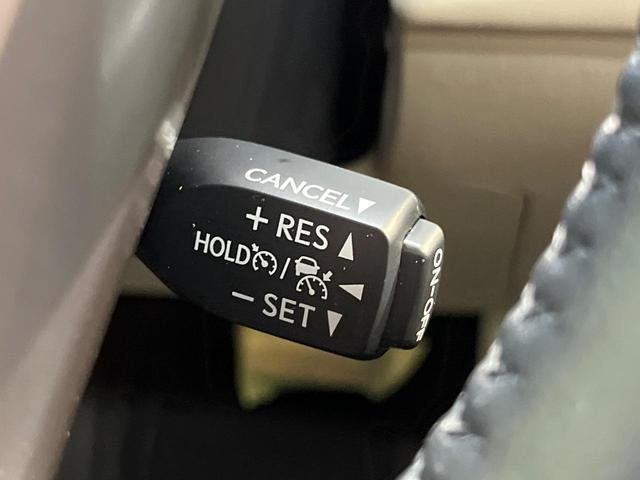 CANCEL▼
+ RES ▲
HOLD / ◀
− SET ▼
ON-OFF